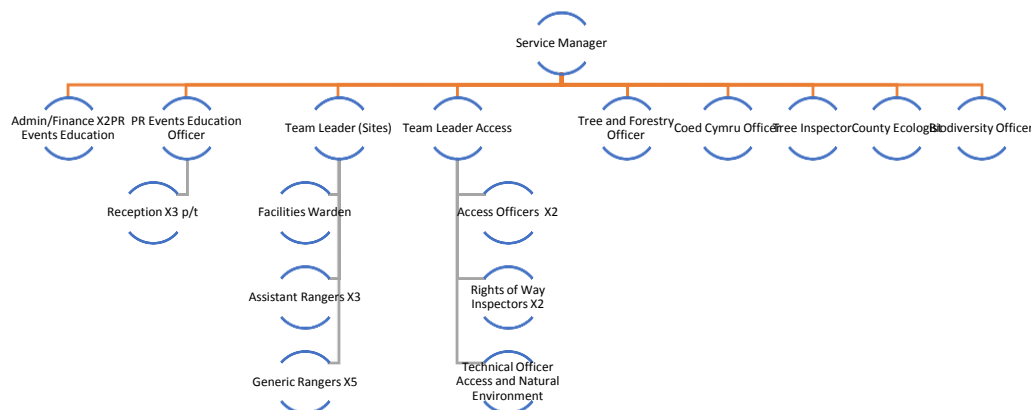 Service Manager
Admin/Finance X2PR
Events Education
PR Events Education
Officer
Team Leader (Sites)
Team Leader Access
Tree and Forestry
Officer
Coed Cymru Officer
Tree Inspector
County Ecologist
Biodiversity Officer
Reception X3 p/t
Facilities Warden
Access Officers X2
Assistant Rangers X3
Rights of Way
Inspectors X2
Generic Rangers X5
Technical Officer
Access and Natural
Environment